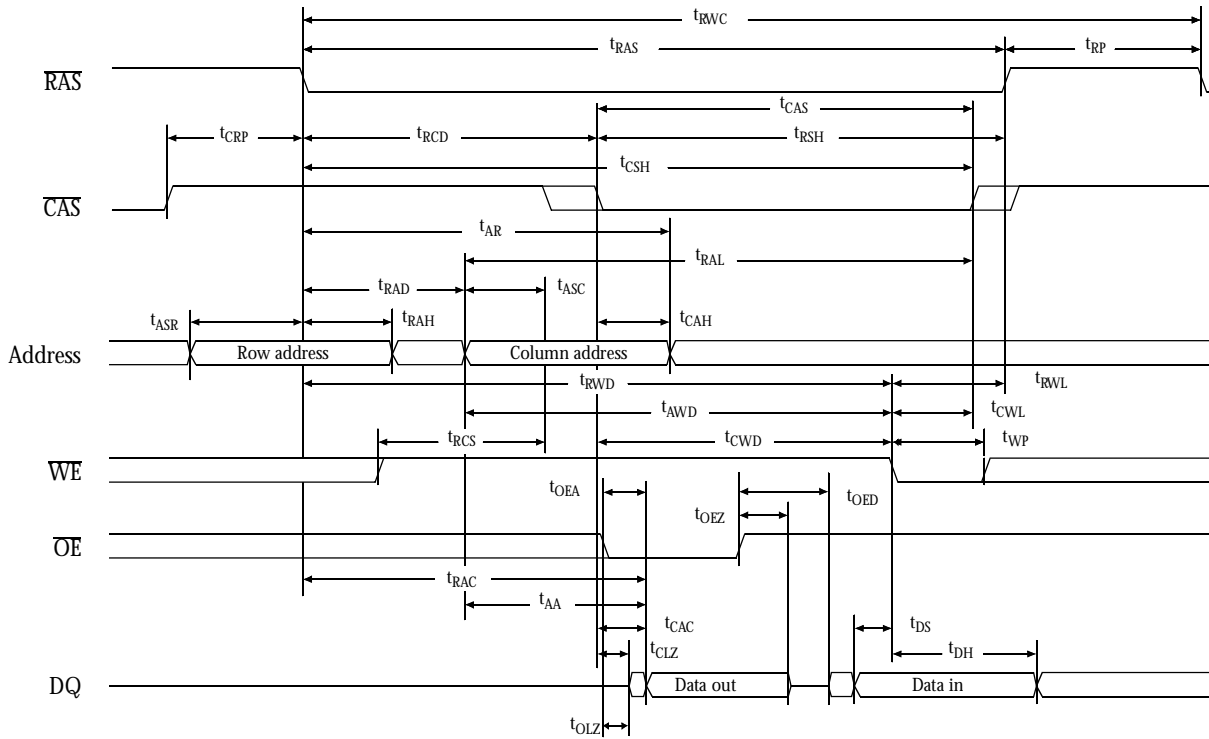 tRWC
tRAS tRP
RAS
tCAS
tCRP tRCD tRSH
tCSH
CAS
tAR
tRAL
tRAD tASC
tASR tRAH tCAH
Address Row address Column address
tRWD tRWL
tAWD tCWL
tRCS tCWD tWP
WE
tOEA tOED
tOEZ
OE
tRAC
tAA
tCAC tDS
tCLZ tDH
DQ Data out Data in
tOLZ